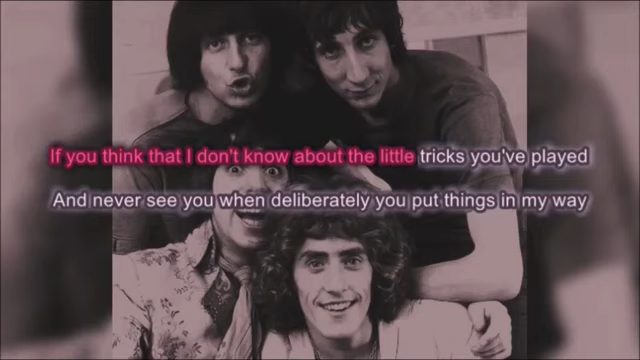 If you think that I don't know about the little tricks you've played
And never see you when deliberately you put things in my way